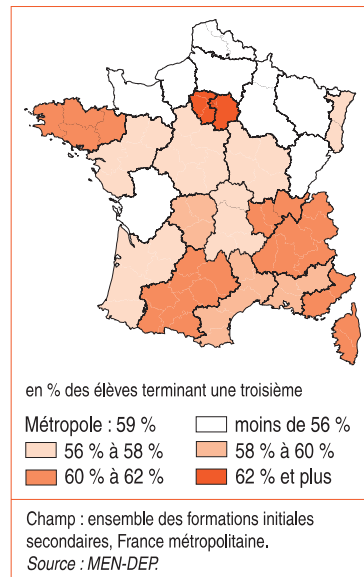 en % des élèves terminant une troisième
Métropole : 59 %
moins de 56 %
56 % à 58 %
58 % à 60 %
60 % à 62 %
62 % et plus
Champ : ensemble des formations initiales
secondaires, France métropolitaine.
Source : MEN-DEP.